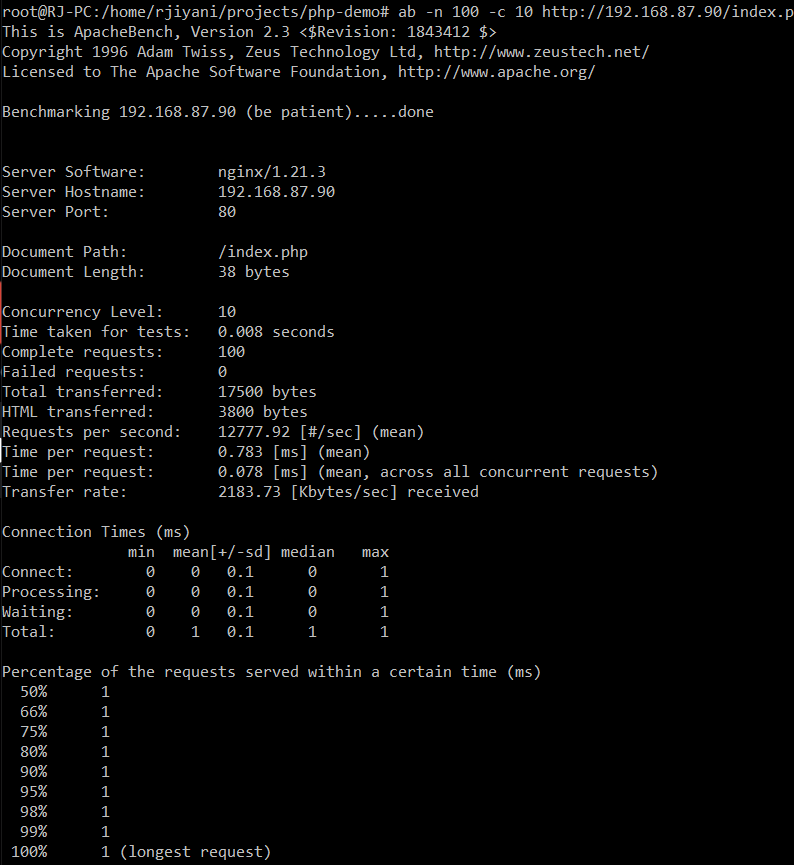 root@RJ-PC:/home/rjiyani/projects/php-demo# ab -n 100 -c 10 http://192.168.87.90/index.p
This is ApacheBench, Version 2.3 <$Revision: 1843412 $>
Copyright 1996 Adam Twiss, Zeus Technology Ltd, http://www.zeustech.net/
Licensed to The Apache Software Foundation, http://www.apache.org/

Benchmarking 192.168.87.90 (be patient).....done


Server Software:        nginx/1.21.3
Server Hostname:        192.168.87.90
Server Port:            80

Document Path:          /index.php
Document Length:        38 bytes

Concurrency Level:      10
Time taken for tests:   0.008 seconds
Complete requests:      100
Failed requests:        0
Total transferred:      17500 bytes
HTML transferred:       3800 bytes
Requests per second:    12777.92 [#/sec] (mean)
Time per request:       0.783 [ms] (mean)
Time per request:       0.078 [ms] (mean, across all concurrent requests)
Transfer rate:          2183.73 [Kbytes/sec] received

Connection Times (ms)
              min  mean[+/-sd] median   max
Connect:        0    0   0.1      0       1
Processing:     0    0   0.1      0       1
Waiting:        0    0   0.1      0       1
Total:          0    1   0.1      1       1

Percentage of the requests served within a certain time (ms)
  50%      1
  66%      1
  75%      1
  80%      1
  90%      1
  95%      1
  98%      1
  99%      1
 100%      1 (longest request)